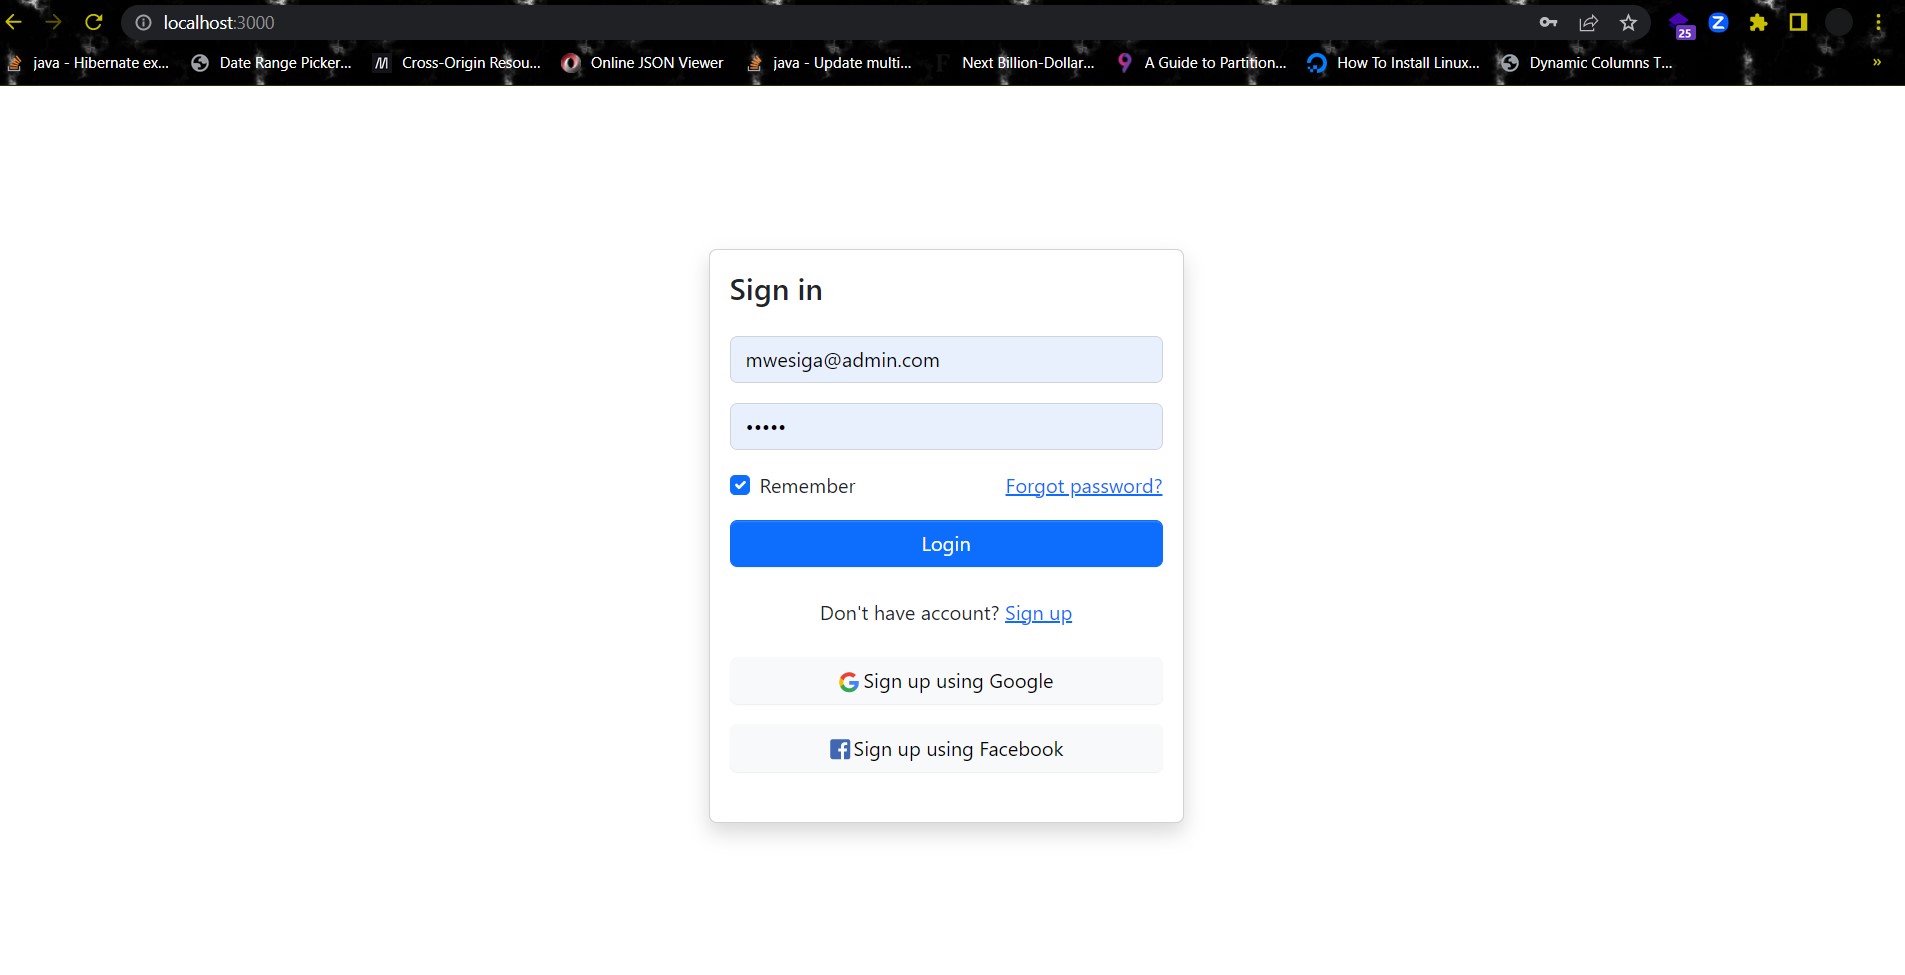 localhost:3000
25
Z
java - Hibernate ex... Date Range Picker... Cross-Origin Resou... Online JSON Viewer java - Update multi... Next Billion-Dollar... A Guide to Partition... How To Install Linux... Dynamic Columns T... »
Sign in
mwesiga@admin.com
•••••
Remember Forgot password?
Login
Don't have account? Sign up
Sign up using Google
Sign up using Facebook